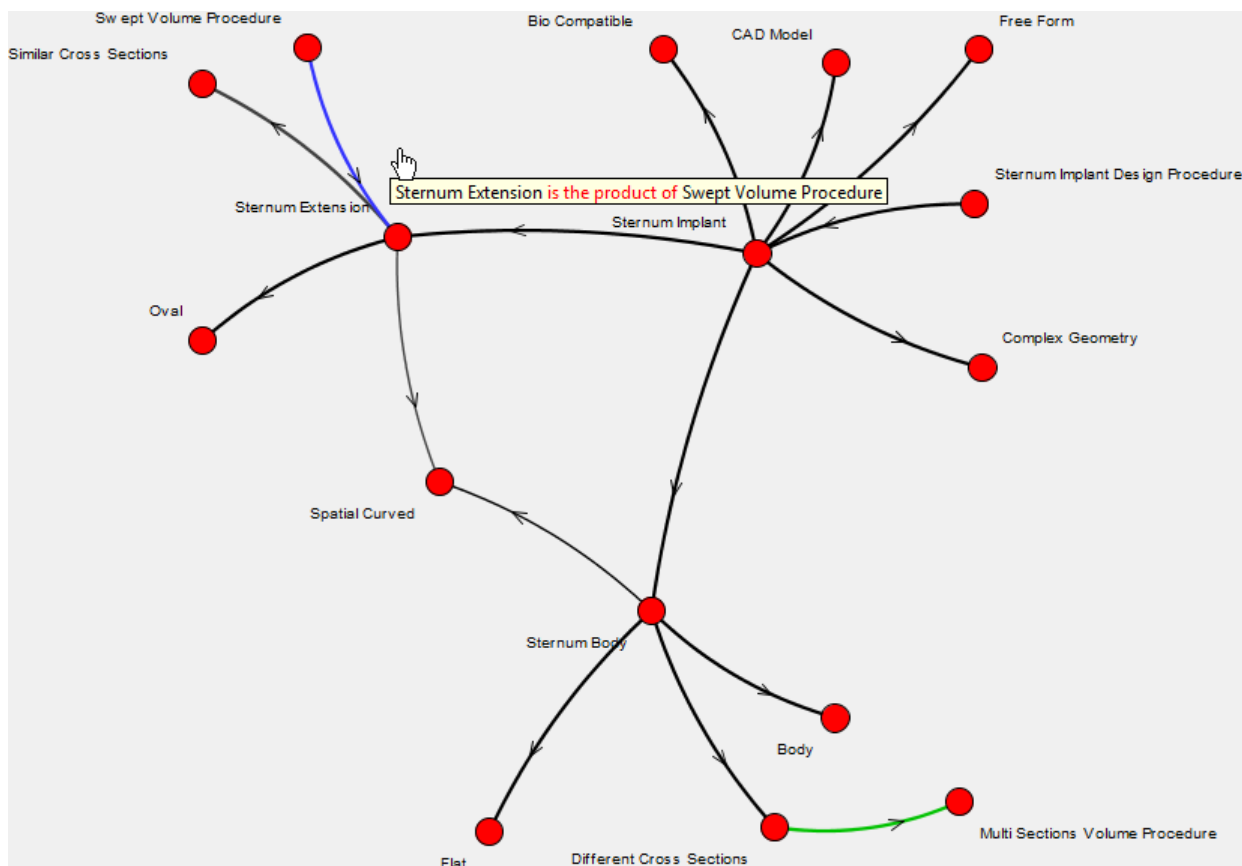 Swept Volume Procedure
Bio Compatible
Free Form
CAD Model
Similar Cross Sections
Sternum Implant Design Procedure
Sternum Extension is the product of Swept Volume Procedure
Sternum Extension
Sternum Implant
Oval
Complex Geometry
Spatial Curved
Sternum Body
Body
Multi Sections Volume Procedure
Different Cross Sections
Flat